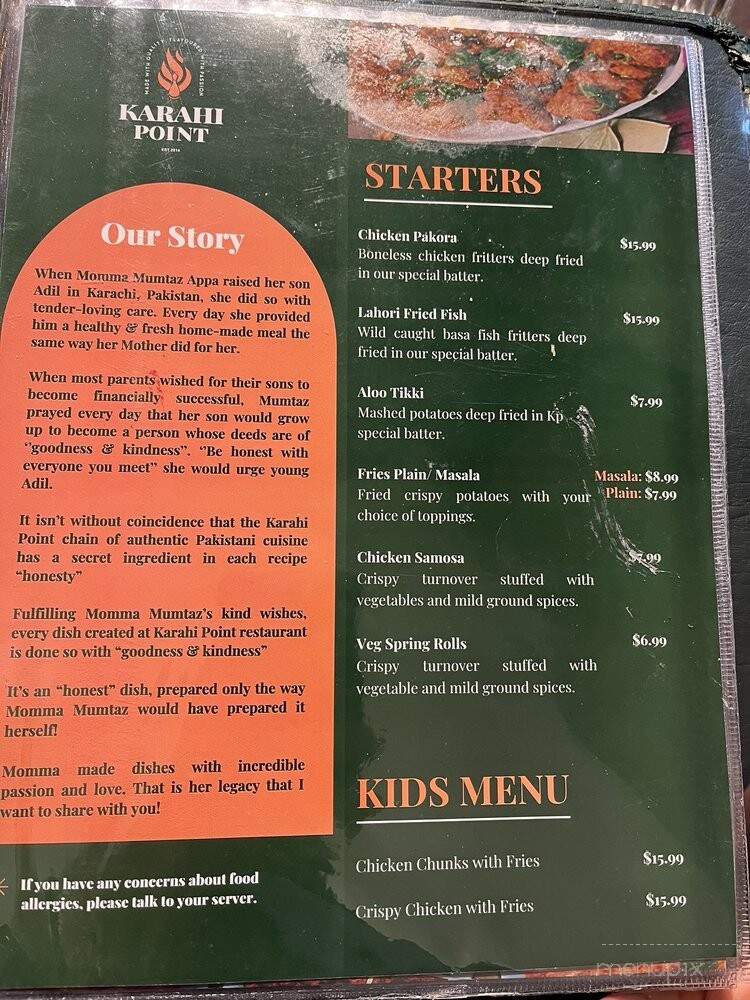 MADE WITH QUALITY, FLAVOURED WITH PASSION
KARAHI
POINT
EST 2014
Our Story
When Momma Mumtaz Appa raised her son
Adil in Karachi, Pakistan, she did so with
tender-loving care. Every day she provided
him a healthy & fresh home-made meal the
same way her Mother did for her.
When most parents wished for their sons to
become financially successful, Mumtaz
prayed every day that her son would grow
up to become a person whose deeds are of
"goodness & kindness". "Be honest with
everyone you meet" she would urge young
Adil.
It isn't without coincidence that the Karahi
Point chain of authentic Pakistani cuisine
has a secret ingredient in each recipe
"honesty"
Fulfilling Momma Mumtaz's kind wishes,
every dish created at Karahi Point restaurant
is done so with "goodness & kindness"
It's an "honest" dish, prepared only the way
Momma Mumtaz would have prepared it
herself!
Momma made dishes with incredible
passion and love. That is her legacy that I
want to share with you!
If you have any concerns about food
allergies, please talk to your server.
STARTERS
Chicken Pakora $15.99
Boneless chicken fritters deep fried
in our special batter.
Lahori Fried Fish $15.99
Wild caught basa fish fritters deep
fried in our special batter.
Aloo Tikki $7.99
Mashed potatoes deep fried in Kp
special batter.
Fries Plain/ Masala Masala: $8.99
Fried crispy potatoes with your Plain: $7.99
choice of toppings.
Chicken Samosa $7.99
Crispy turnover stuffed with
vegetables and mild ground spices.
Veg Spring Rolls $6.99
Crispy turnover stuffed with
vegetable and mild ground spices.
KIDS MENU
Chicken Chunks with Fries $15.99
Crispy Chicken with Fries $15.99
menupix